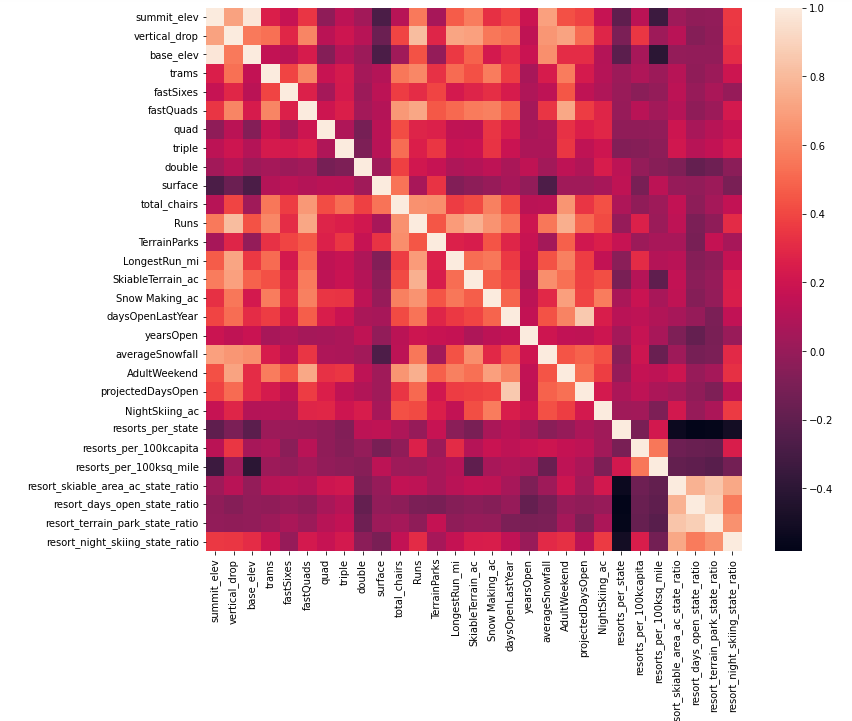 summit_elev
vertical_drop
base_elev
trams
fastSixes
fastQuads
quad
triple
double
surface
total_chairs
Runs
TerrainParks
LongestRun_mi
SkiableTerrain_ac
Snow Making_ac
daysOpenLastYear
yearsOpen
averageSnowfall
AdultWeekend
projectedDaysOpen
NightSkiing_ac
resorts_per_state
resorts_per_100kcapita
resorts_per_100ksq_mile
resort_skiable_area_ac_state_ratio
resort_days_open_state_ratio
resort_terrain_park_state_ratio
resort_night_skiing_state_ratio
summit_elev
vertical_drop
base_elev
trams
fastSixes
fastQuads
quad
triple
double
surface
total_chairs
Runs
TerrainParks
LongestRun_mi
SkiableTerrain_ac
Snow Making_ac
daysOpenLastYear
yearsOpen
averageSnowfall
AdultWeekend
projectedDaysOpen
NightSkiing_ac
resorts_per_state
resorts_per_100kcapita
resorts_per_100ksq_mile
sort_skiable_area_ac_state_ratio
resort_days_open_state_ratio
resort_terrain_park_state_ratio
resort_night_skiing_state_ratio
1.0
0.8
0.6
0.4
0.2
0.0
−0.2
−0.4